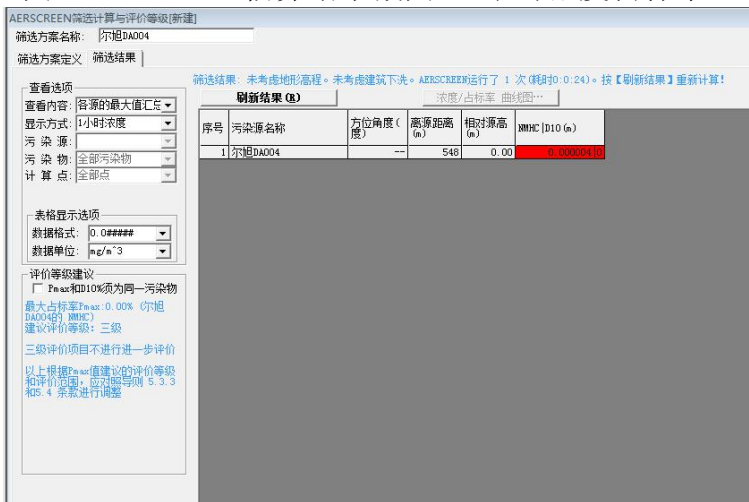 AERSCREEN筛选计算与评价等级[新建]
筛选方案名称: 尔旭DA004
筛选方案定义 筛选结果
查看选项
查看内容: 各源的最大值汇总
显示方式: 1小时浓度
污 染 源:
污 染 物: 全部污染物
计 算 点: 全部点
表格显示选项
数据格式: 0.0#####
数据单位: mg/m^3
评价等级建议
Pmax和D10%须为同一污染物
最大占标率Pmax:0.00% (尔旭
DA004的 NMHC)
建议评价等级: 三级
三级评价项目不进行进一步评价
以上根据Pmax值建议的评价等级
和评价范围,应对照导则 5.3.3
和5.4 条款进行调整
筛选结果: 未考虑地形高程。未考虑建筑下洗。AERSCREEN运行了 1 次(耗时0:0:24)。按【刷新结果】重新计算!
刷新结果(R) 浓度/占标率 曲线图…
序号 污染源名称 方位角度(度) 离源距离(m) 相对源高(m) NMHC|D10(m)
1 尔旭DA004 -- 548 0.00 0.000004|0